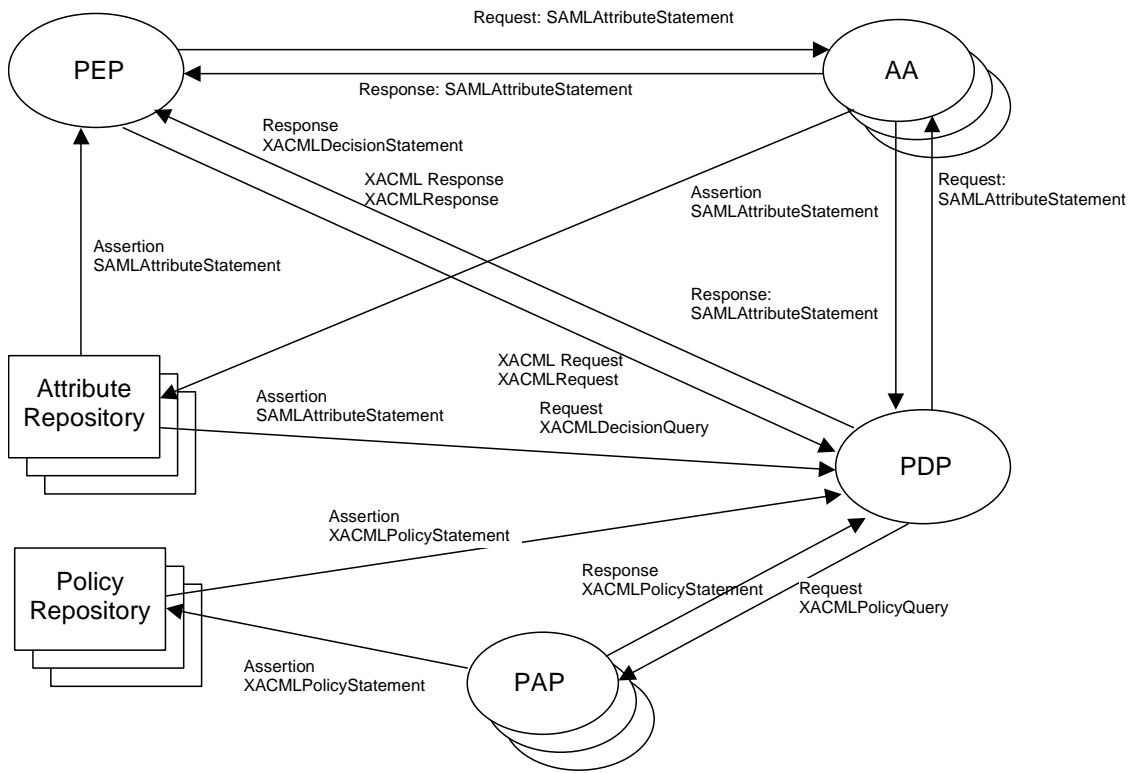 Request: SAMLAttributeStatement
PEP
AA
Response: SAMLAttributeStatement
Response
XACMLDecisionStatement
XACML Response
XACMLResponse
Assertion
SAMLAttributeStatement
Request:
SAMLAttributeStatement
Assertion
SAMLAttributeStatement
Response:
SAMLAttributeStatement
Attribute
Repository
XACML Request
XACMLRequest
Assertion
SAMLAttributeStatement
Request
XACMLDecisionQuery
PDP
Assertion
XACMLPolicyStatement
Policy
Repository
Response
XACMLPolicyStatement
Request
XACMLPolicyQuery
Assertion
XACMLPolicyStatement
PAP